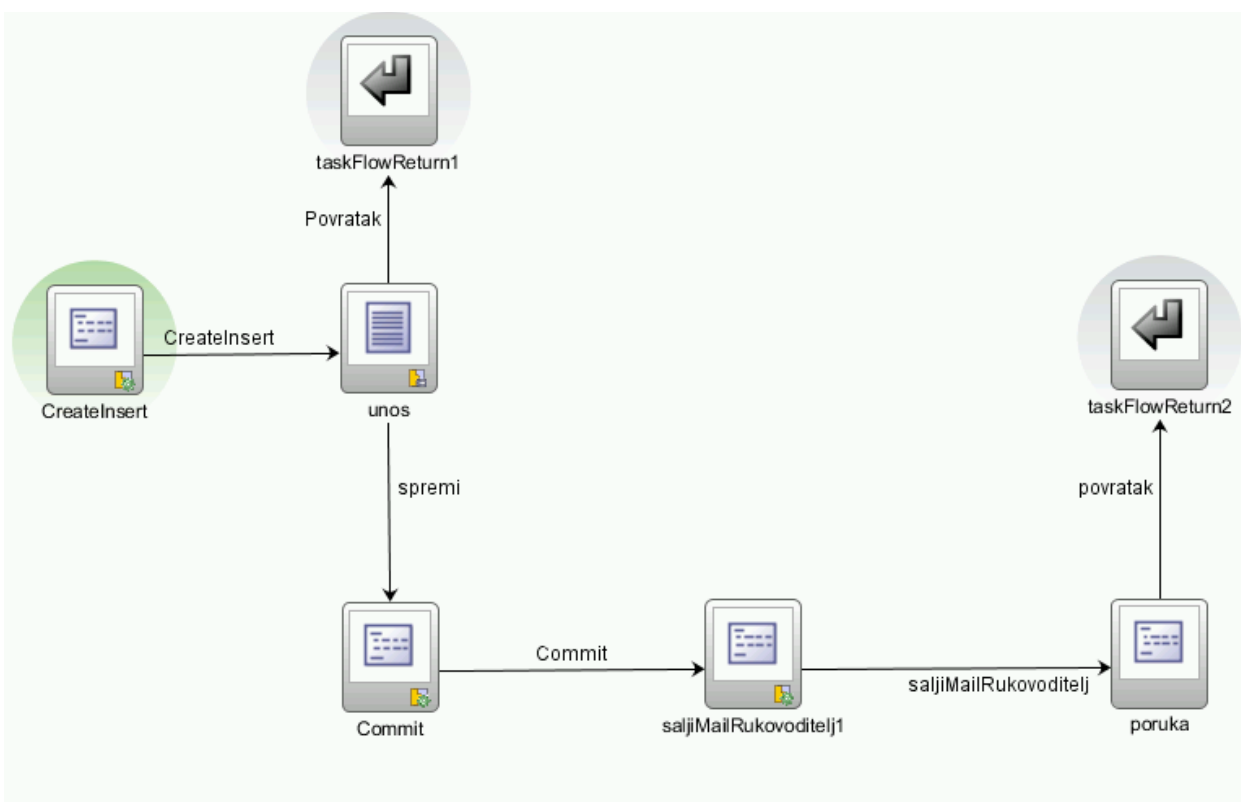 taskFlowReturn1
Povratak
CreateInsert
CreateInsert
unos
taskFlowReturn2
spremi
povratak
Commit
Commit
saljiMailRukovoditelj1
saljiMailRukovoditelj
poruka